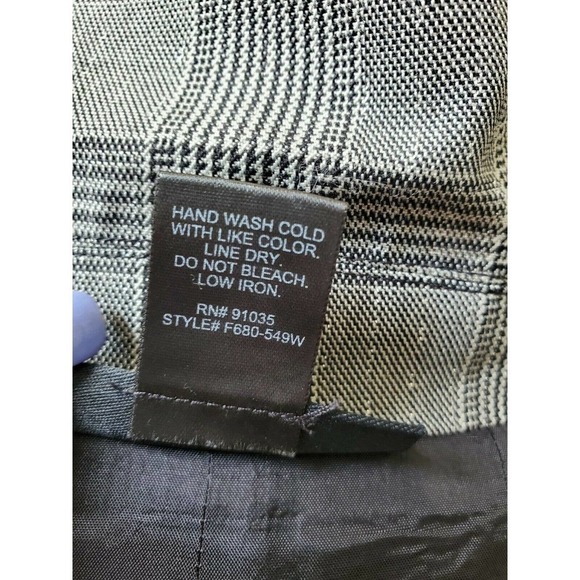 HAND WASH COLD
WITH LIKE COLOR.
LINE DRY.
DO NOT BLEACH.
LOW IRON.
RN# 91035
STYLE# F680-549W